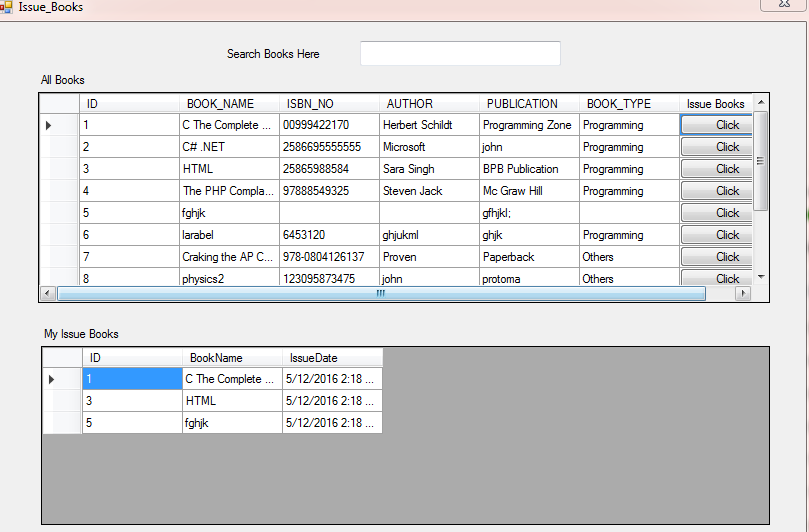 Issue_Books
Search Books Here
All Books
ID BOOK_NAME ISBN_NO AUTHOR PUBLICATION BOOK_TYPE Issue Books
1 C The Complete ... 00999422170 Herbert Schildt Programming Zone Programming Click
2 C# .NET 2586695555555 Microsoft john Programming Click
3 HTML 25865988584 Sara Singh BPB Publication Programming Click
4 The PHP Compla... 97888549325 Steven Jack Mc Graw Hill Programming Click
5 fghjk gfhjkl; Click
6 larabel 6453120 ghjukml ghjk Programming Click
7 Craking the AP C... 978-0804126137 Proven Paperback Others Click
8 physics2 123095873475 john protoma Others Click
My Issue Books
ID BookName IssueDate
1 C The Complete ... 5/12/2016 2:18 ...
3 HTML 5/12/2016 2:18 ...
5 fghjk 5/12/2016 2:18 ...